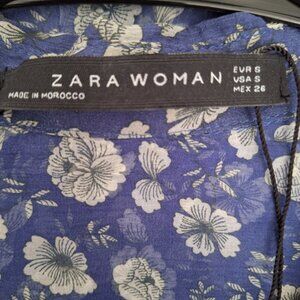 ZARA WOMAN
MADE IN MOROCCO
EUR S
USA S
MEX 26